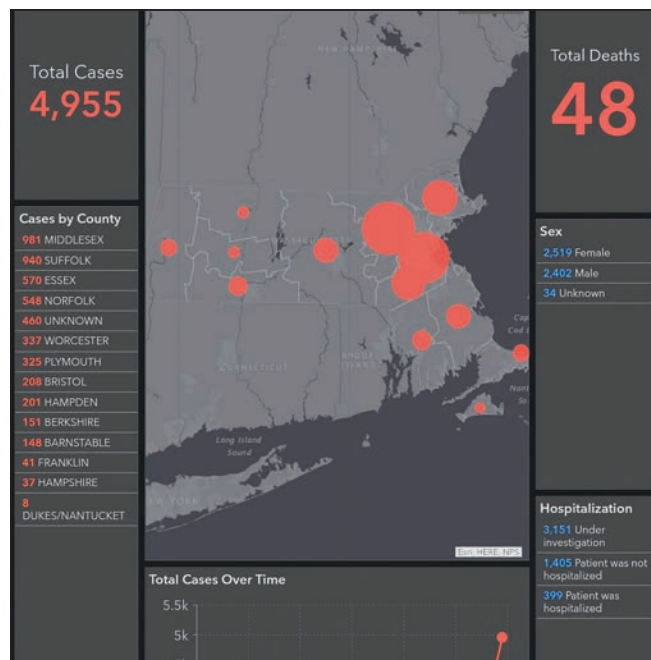 Total Cases
4,955
Cases by County
981 MIDDLESEX
940 SUFFOLK
570 ESSEX
548 NORFOLK
460 UNKNOWN
337 WORCESTER
325 PLYMOUTH
208 BRISTOL
201 HAMPDEN
151 BERKSHIRE
148 BARNSTABLE
41 FRANKLIN
37 HAMPSHIRE
8
DUKES/NANTUCKET
NEW HAMPSHIRE
CONNECTICUT
RHODE
ISLAND
Long Island
Sound
NEW YORK
Esri, HERE, NPS
Total Cases Over Time
5.5k
5k
Total Deaths
48
Sex
2,519 Female
2,402 Male
34 Unknown
Hospitalization
3,151 Under
investigation
1,405 Patient was not
hospitalized
399 Patient was
hospitalized